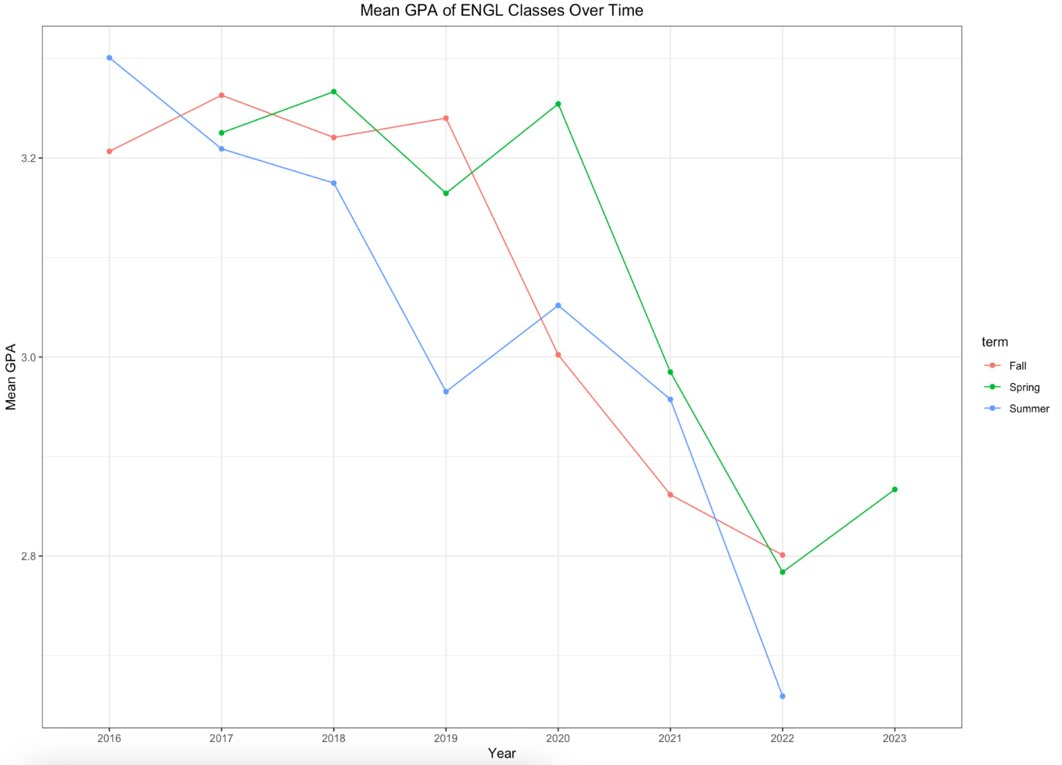 Mean GPA of ENGL Classes Over Time
Mean GPA
3.2
3.0
2.8
2016 2017 2018 2019 2020 2021 2022 2023
Year
term
Fall
Spring
Summer